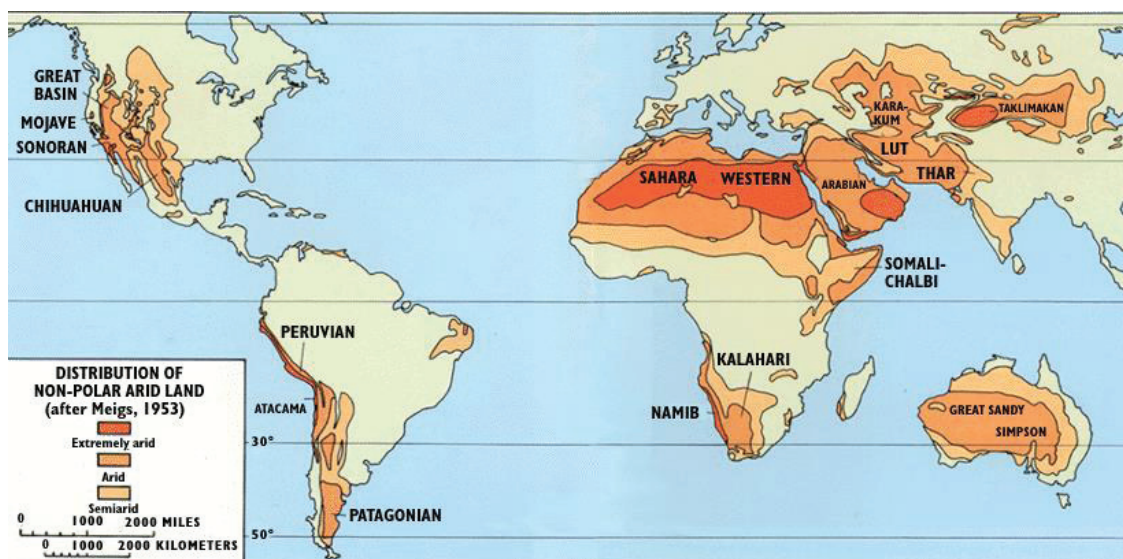 GREAT
BASIN
MOJAVE
SONORAN
CHIHUAHUAN
KARA-
KUM
TAKLIMAKAN
LUT
THAR
SAHARA
WESTERN
ARABIAN
SOMALI-
CHALBI
PERUVIAN
KALAHARI
ATACAMA
NAMIB
GREAT SANDY
SIMPSON
PATAGONIAN
30°
50°
DISTRIBUTION OF
NON-POLAR ARID LAND
(after Meigs, 1953)
Extremely arid
Arid
Semiarid
0 1000 2000 MILES
0 1000 2000 KILOMETERS